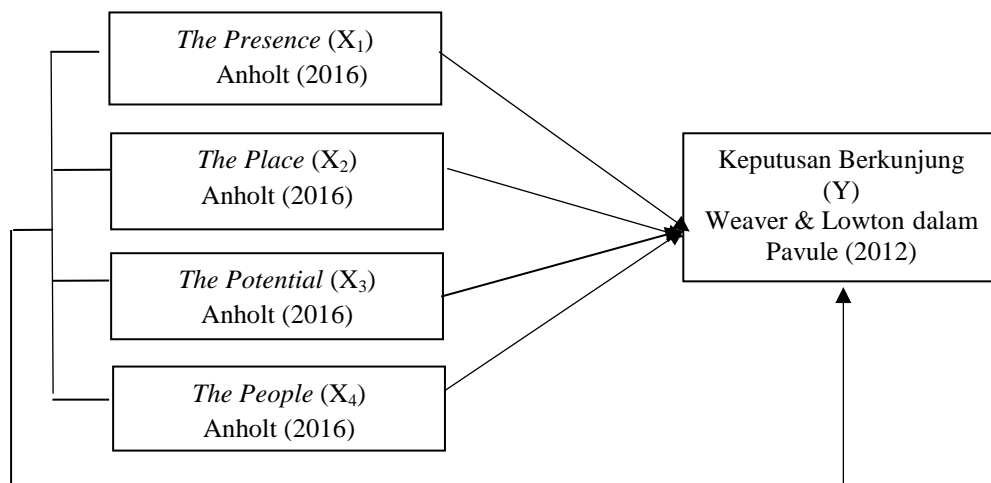 The Presence (X₁)
Anholt (2016)
The Place (X₂)
Anholt (2016)
The Potential (X₃)
Anholt (2016)
The People (X₄)
Anholt (2016)
Keputusan Berkunjung
(Y)
Weaver & Lowton dalam
Pavule (2012)